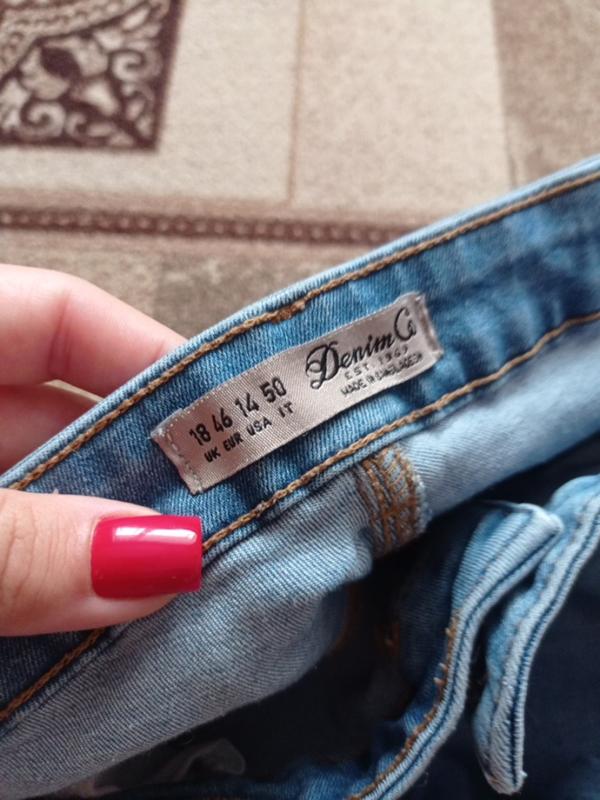 18 46 14 50
UK EUR USA IT
Denim Co
EST 1969
MADE IN BANGLADESH